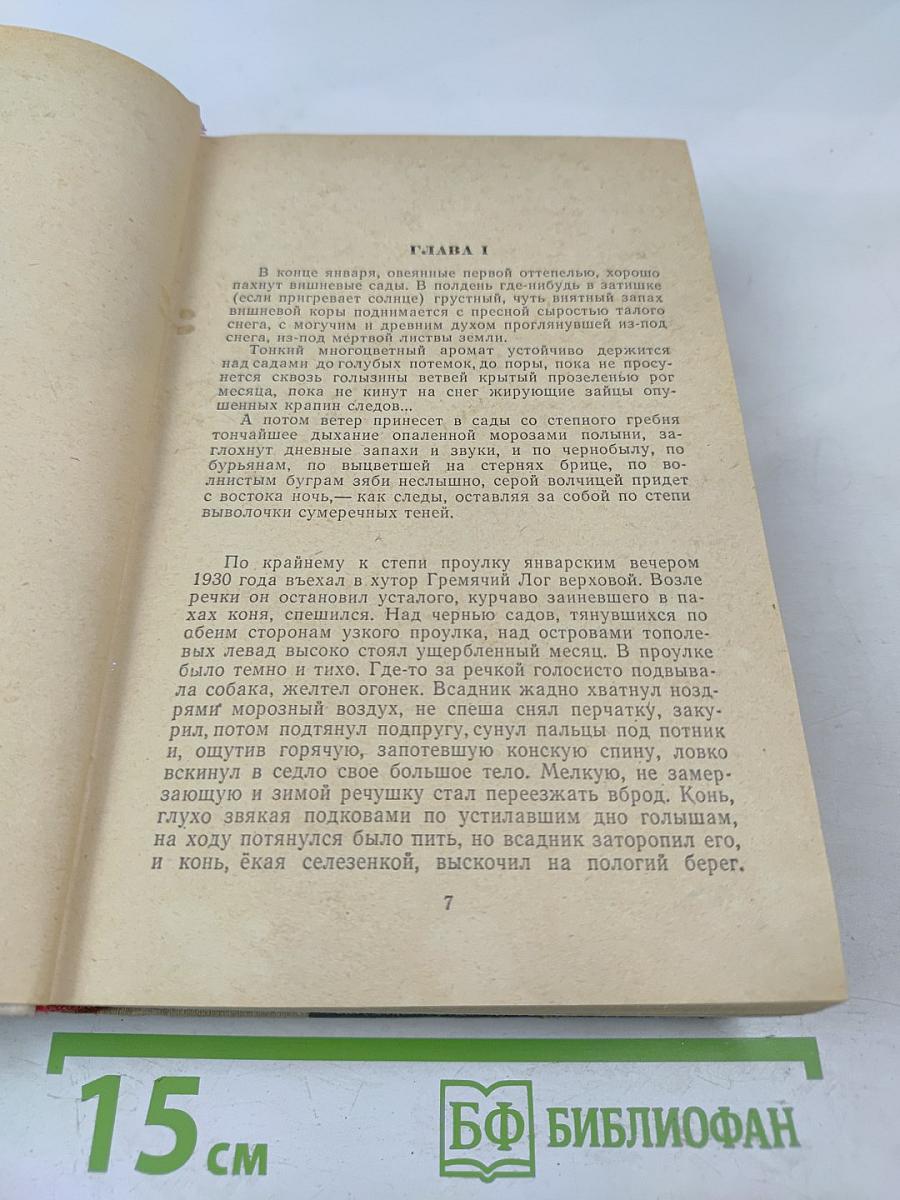 ГЛАВА I
В конце января, овеянные первой оттепелью, хорошо
пахнут вишневые сады. В полдень где-нибудь в затишке
(если пригревает солнце) грустный, чуть внятный запах
вишневой коры поднимается с пресной сыростью талого
снега, с могучим и древним духом проглянувшей из-под
снега, из-под мертвой листвы земли.
Тонкий многоцветный аромат устойчиво держится
над садами до голубых потемок, до поры, пока не просу-
нется сквозь голызины ветвей крытый прозеленью рог
месяца, пока не кинут на снег жирующие зайцы опу-
шенных крапин следов...
А потом ветер принесет в сады со степного гребня
тончайшее дыхание опаленной морозами полыни, за-
глохнут дневные запахи и звуки, и по чернобылу, по
бурьянам, по выцветшей на стернях брице, по во-
лнистым буграм зяби неслышно, серой волчицей придет
с востока ночь,— как следы, оставляя за собой по степи
выволочки сумеречных теней.
По крайнему к степи проулку январским вечером
1930 года въехал в хутор Гремячий Лог верховой. Возле
речки он остановил усталого, курчаво заиневшего в па-
хах коня, спешился. Над чернью садов, тянувшихся по
обеим сторонам узкого проулка, над островами тополе-
вых левад высоко стоял ущербленный месяц. В проулке
было темно и тихо. Где-то за речкой голосисто подвыва-
ла собака, желтел огонек. Всадник жадно хватнул нозд-
рями морозный воздух, не спеша снял перчатку, заку-
рил, потом подтянул подпругу, сунул пальцы под потник
и, ощутив горячую, запотевшую конскую спину, ловко
вскинул в седло свое большое тело. Мелкую, не замер-
зающую и зимой речушку стал переезжать вброд. Конь,
глухо звякая подковами по устилавшим дно голышам,
на ходу потянулся было пить, но всадник заторопил его,
и конь, ёкая селезенкой, выскочил на пологий берег.
7
15 см
БФ БИБЛИОФАН